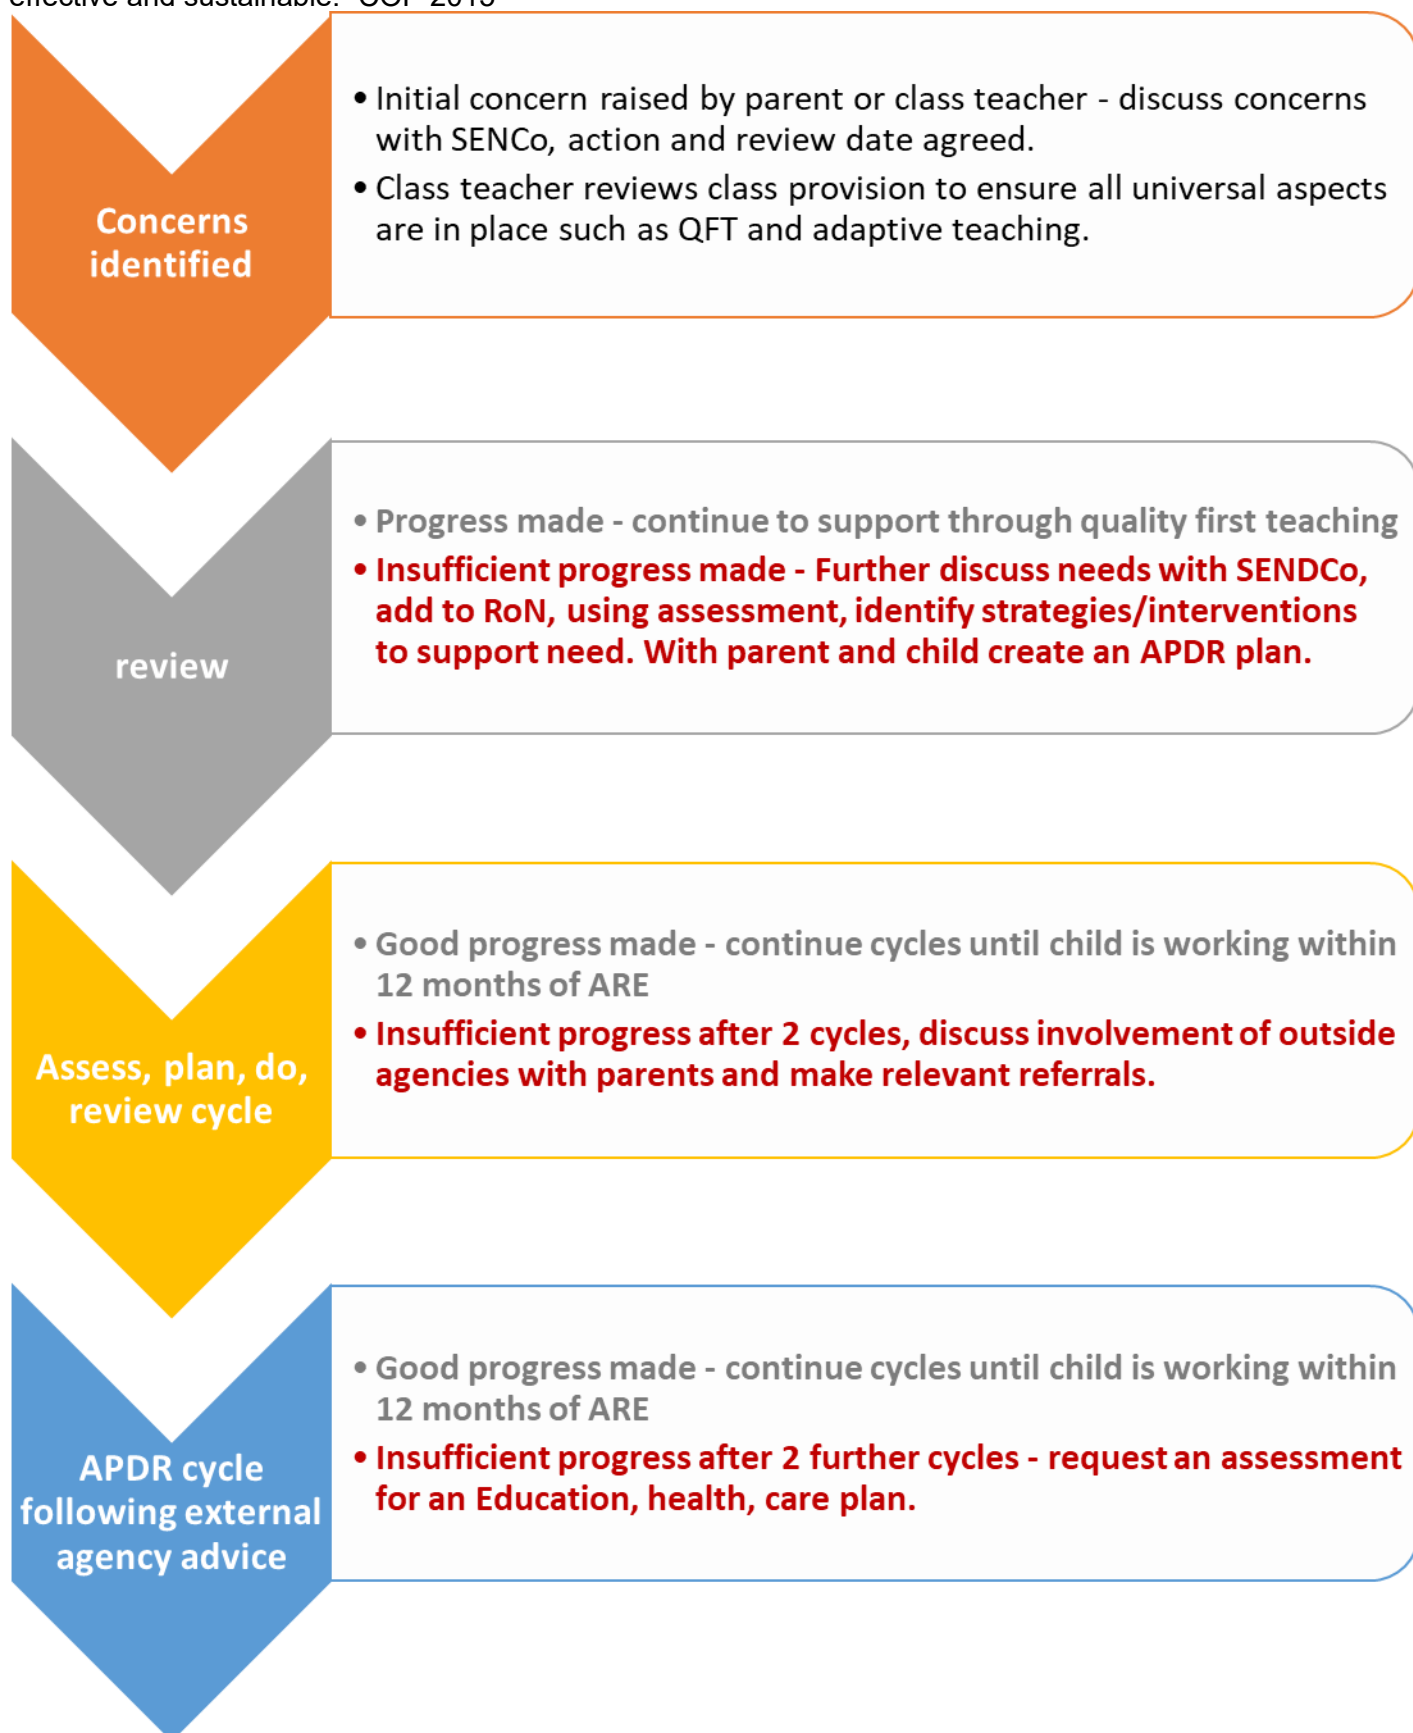 effective and sustainable." COP 2015
Concerns
identified
• Initial concern raised by parent or class teacher - discuss concerns
with SENCo, action and review date agreed.
• Class teacher reviews class provision to ensure all universal aspects
are in place such as QFT and adaptive teaching.
review
• Progress made - continue to support through quality first teaching
• Insufficient progress made - Further discuss needs with SENDCo,
add to RoN, using assessment, identify strategies/interventions
to support need. With parent and child create an APDR plan.
Assess, plan, do,
review cycle
• Good progress made - continue cycles until child is working within
12 months of ARE
• Insufficient progress after 2 cycles, discuss involvement of outside
agencies with parents and make relevant referrals.
APDR cycle
following external
agency advice
• Good progress made - continue cycles until child is working within
12 months of ARE
• Insufficient progress after 2 further cycles - request an assessment
for an Education, health, care plan.